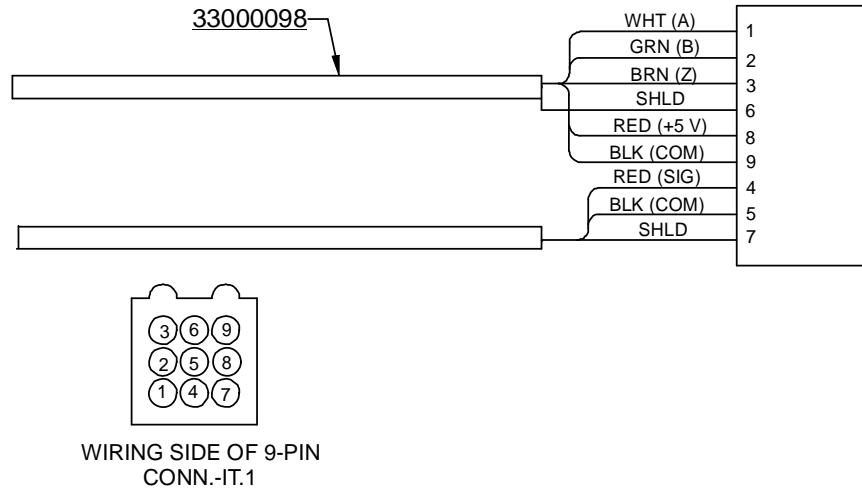 33000098
WHT (A) 1
GRN (B) 2
BRN (Z) 3
SHLD 6
RED (+5 V) 8
BLK (COM) 9
RED (SIG) 4
BLK (COM) 5
SHLD 7
3 6 9
2 5 8
1 4 7
WIRING SIDE OF 9-PIN
CONN.-IT.1